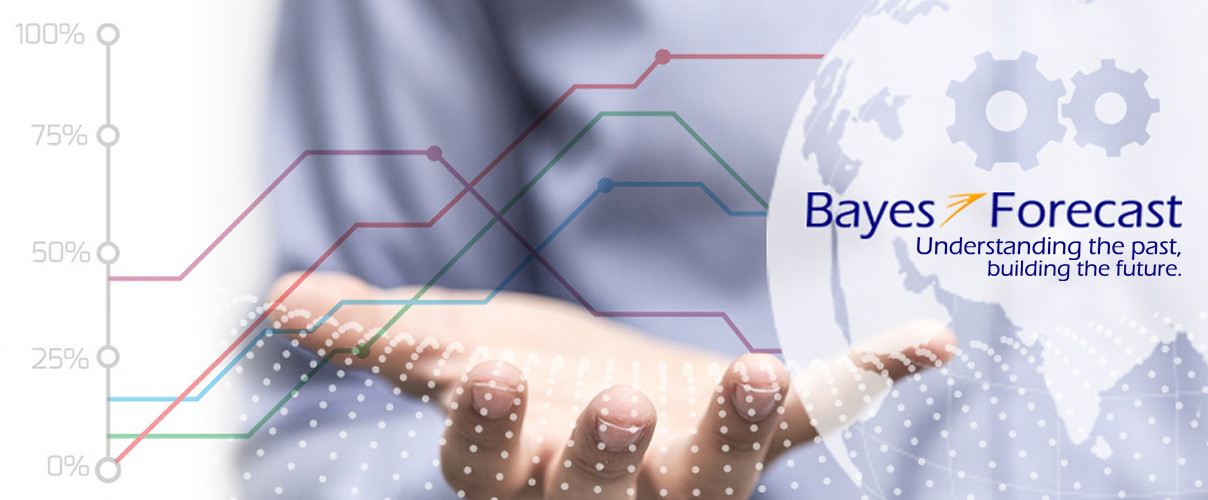 100%
75%
50%
25%
0%
Bayes Forecast
Understanding the past,
building the future.